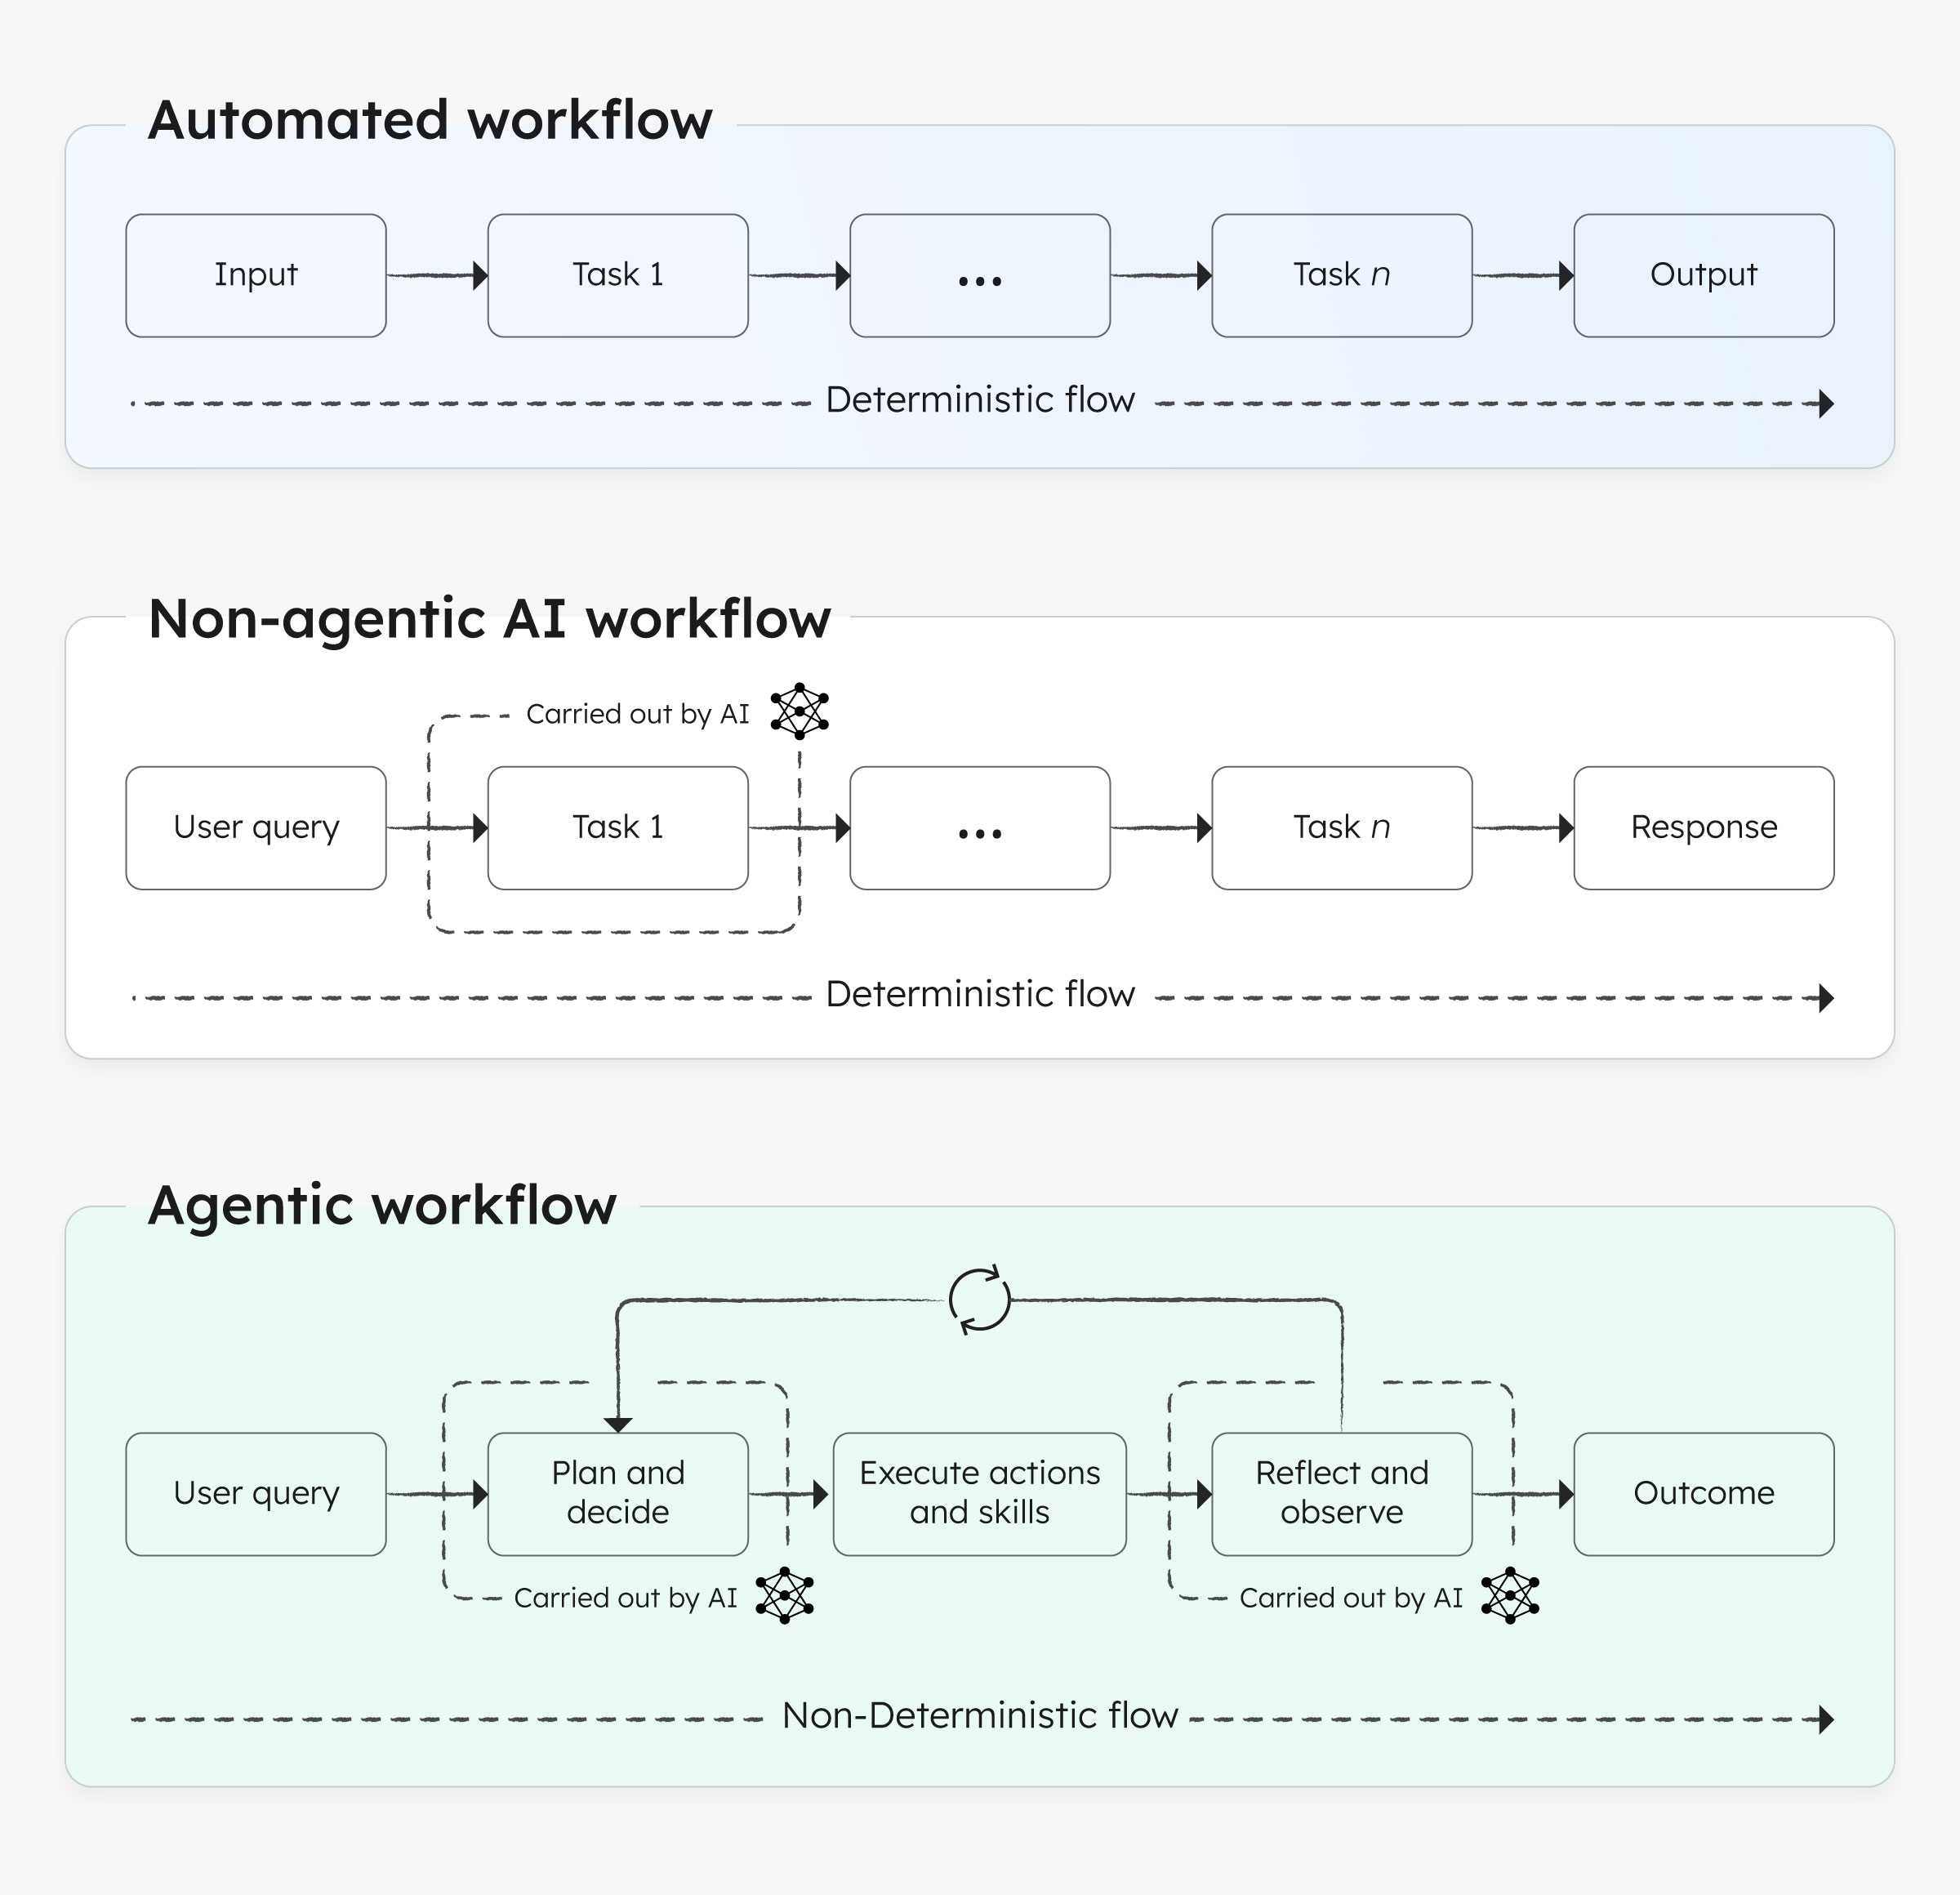 Automated workflow
Input
Task 1
...
Task n
Output
Deterministic flow
Non-agentic AI workflow
Carried out by AI
User query
Task 1
...
Task n
Response
Deterministic flow
Agentic workflow
User query
Plan and
decide
Execute actions
and skills
Reflect and
observe
Outcome
Carried out by AI
Carried out by AI
Non-Deterministic flow